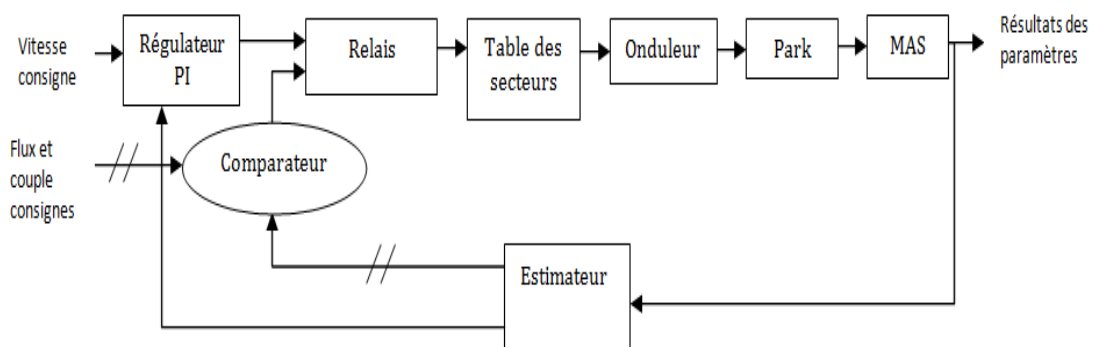 Vitesse
consigne
Régulateur
PI
Relais
Table des
secteurs
Onduleur
Park
MAS
Résultats des
paramètres
Flux et
couple
consignes
Comparateur
Estimateur